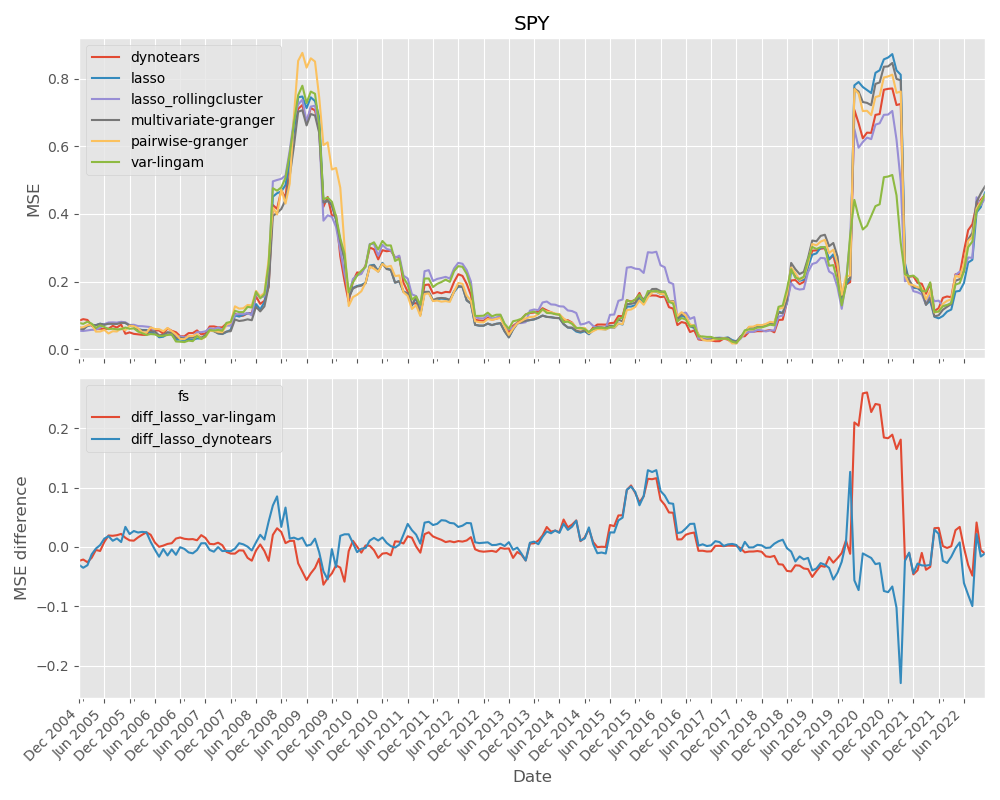 SPY
dynotears
lasso
lasso_rollingcluster
multivariate-granger
pairwise-granger
var-lingam
MSE
0.8
0.6
0.4
0.2
0.0
fs
diff_lasso_var-lingam
diff_lasso_dynotears
MSE difference
0.2
0.1
0.0
−0.1
−0.2
Dec 2004
Jun 2005
Dec 2005
Jun 2006
Dec 2006
Jun 2007
Dec 2007
Jun 2008
Dec 2008
Jun 2009
Dec 2009
Jun 2010
Dec 2010
Jun 2011
Dec 2011
Jun 2012
Dec 2012
Jun 2013
Dec 2013
Jun 2014
Dec 2014
Jun 2015
Dec 2015
Jun 2016
Dec 2016
Jun 2017
Dec 2017
Jun 2018
Dec 2018
Jun 2019
Dec 2019
Jun 2020
Dec 2020
Jun 2021
Dec 2021
Jun 2022
Date